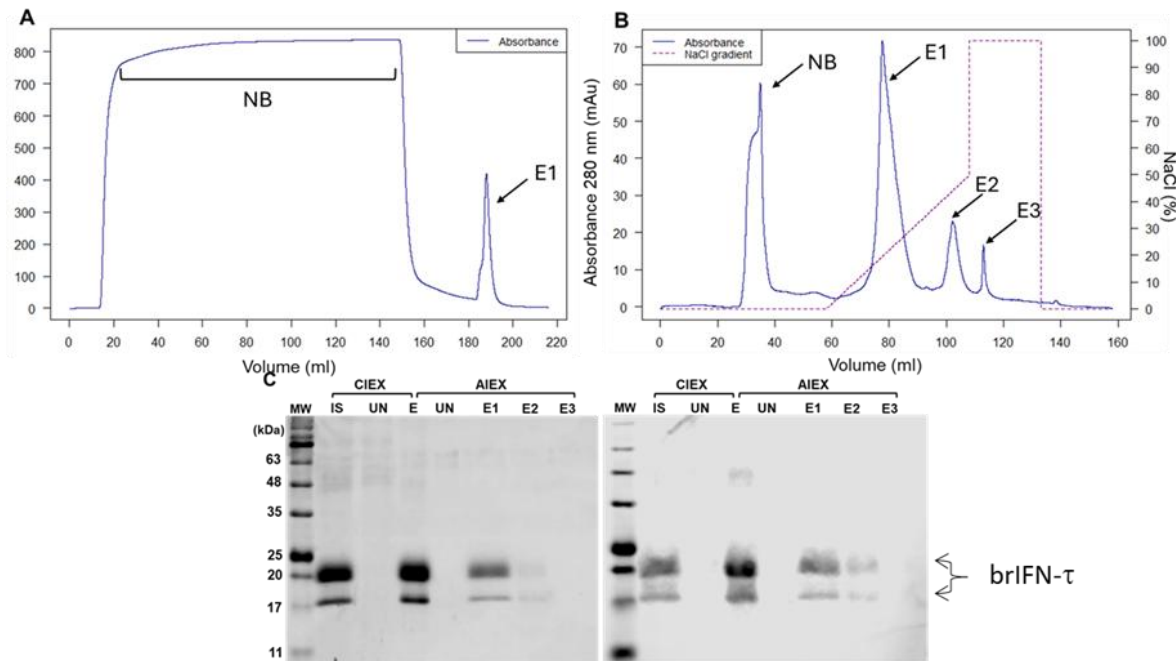 A
Absorbance
800
700
600
500
400
300
200
100
0
NB
E1
0 20 40 60 80 100 120 140 160 180 200 220
Volume (ml)
B
Absorbance
NaCl gradient
Absorbance 280 nm (mAu)
70
60
50
40
30
20
10
0
NB
E1
E2
E3
100
90
80
70
60
50
40
30
20
10
0
NaCl (%)
0 20 40 60 80 100 120 140 160
Volume (ml)
C
CIEX AIEX
MW IS UN E UN E1 E2 E3
(kDa)
63
48
35
25
20
17
11
CIEX AIEX
MW IS UN E UN E1 E2 E3
brIFN-τ